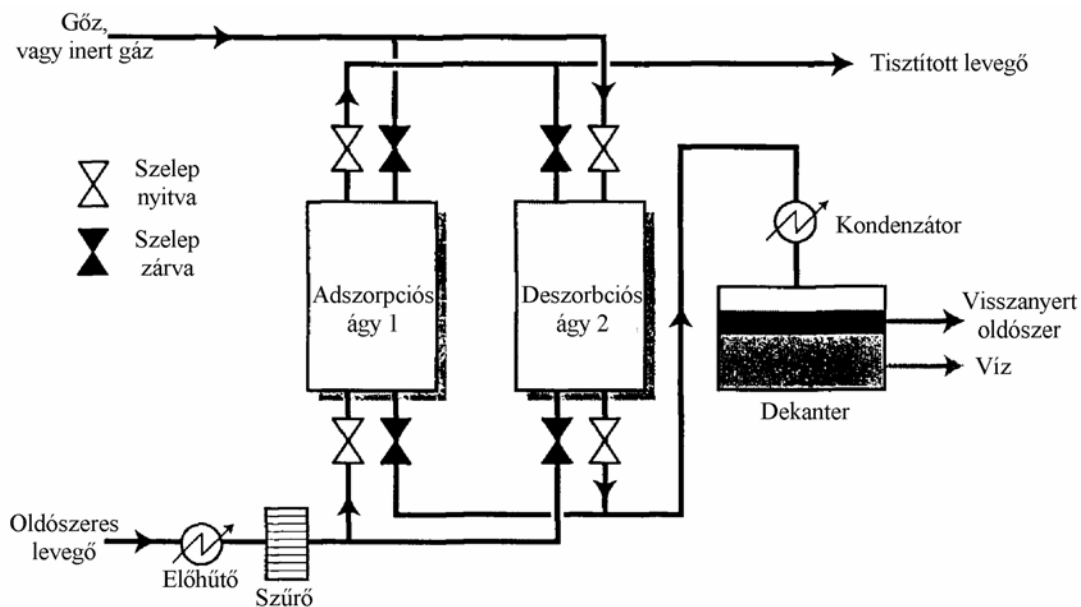 Gőz,
vagy inert gáz
Tisztított levegő
Szelep
nyitva
Szelep
zárva
Kondenzátor
Adszorpciós
ágy 1
Deszorbciós
ágy 2
Visszanyert
oldószer
Víz
Dekanter
Oldószeres
levegő
Előhűtő
Szűrő